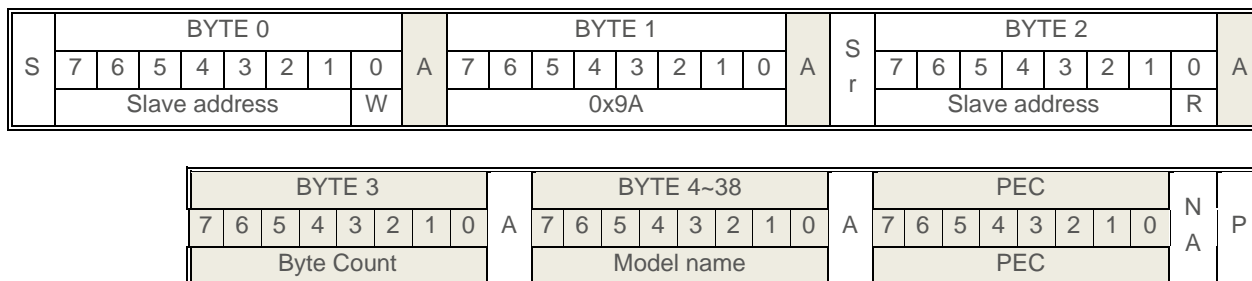 BYTE 0 BYTE 1 BYTE 2
S 7 6 5 4 3 2 1 0 A 7 6 5 4 3 2 1 0 A Sr 7 6 5 4 3 2 1 0 A
Slave address W 0x9A Slave address R
BYTE 3 BYTE 4~38 PEC
7 6 5 4 3 2 1 0 A 7 6 5 4 3 2 1 0 A 7 6 5 4 3 2 1 0 NA P
Byte Count Model name PEC